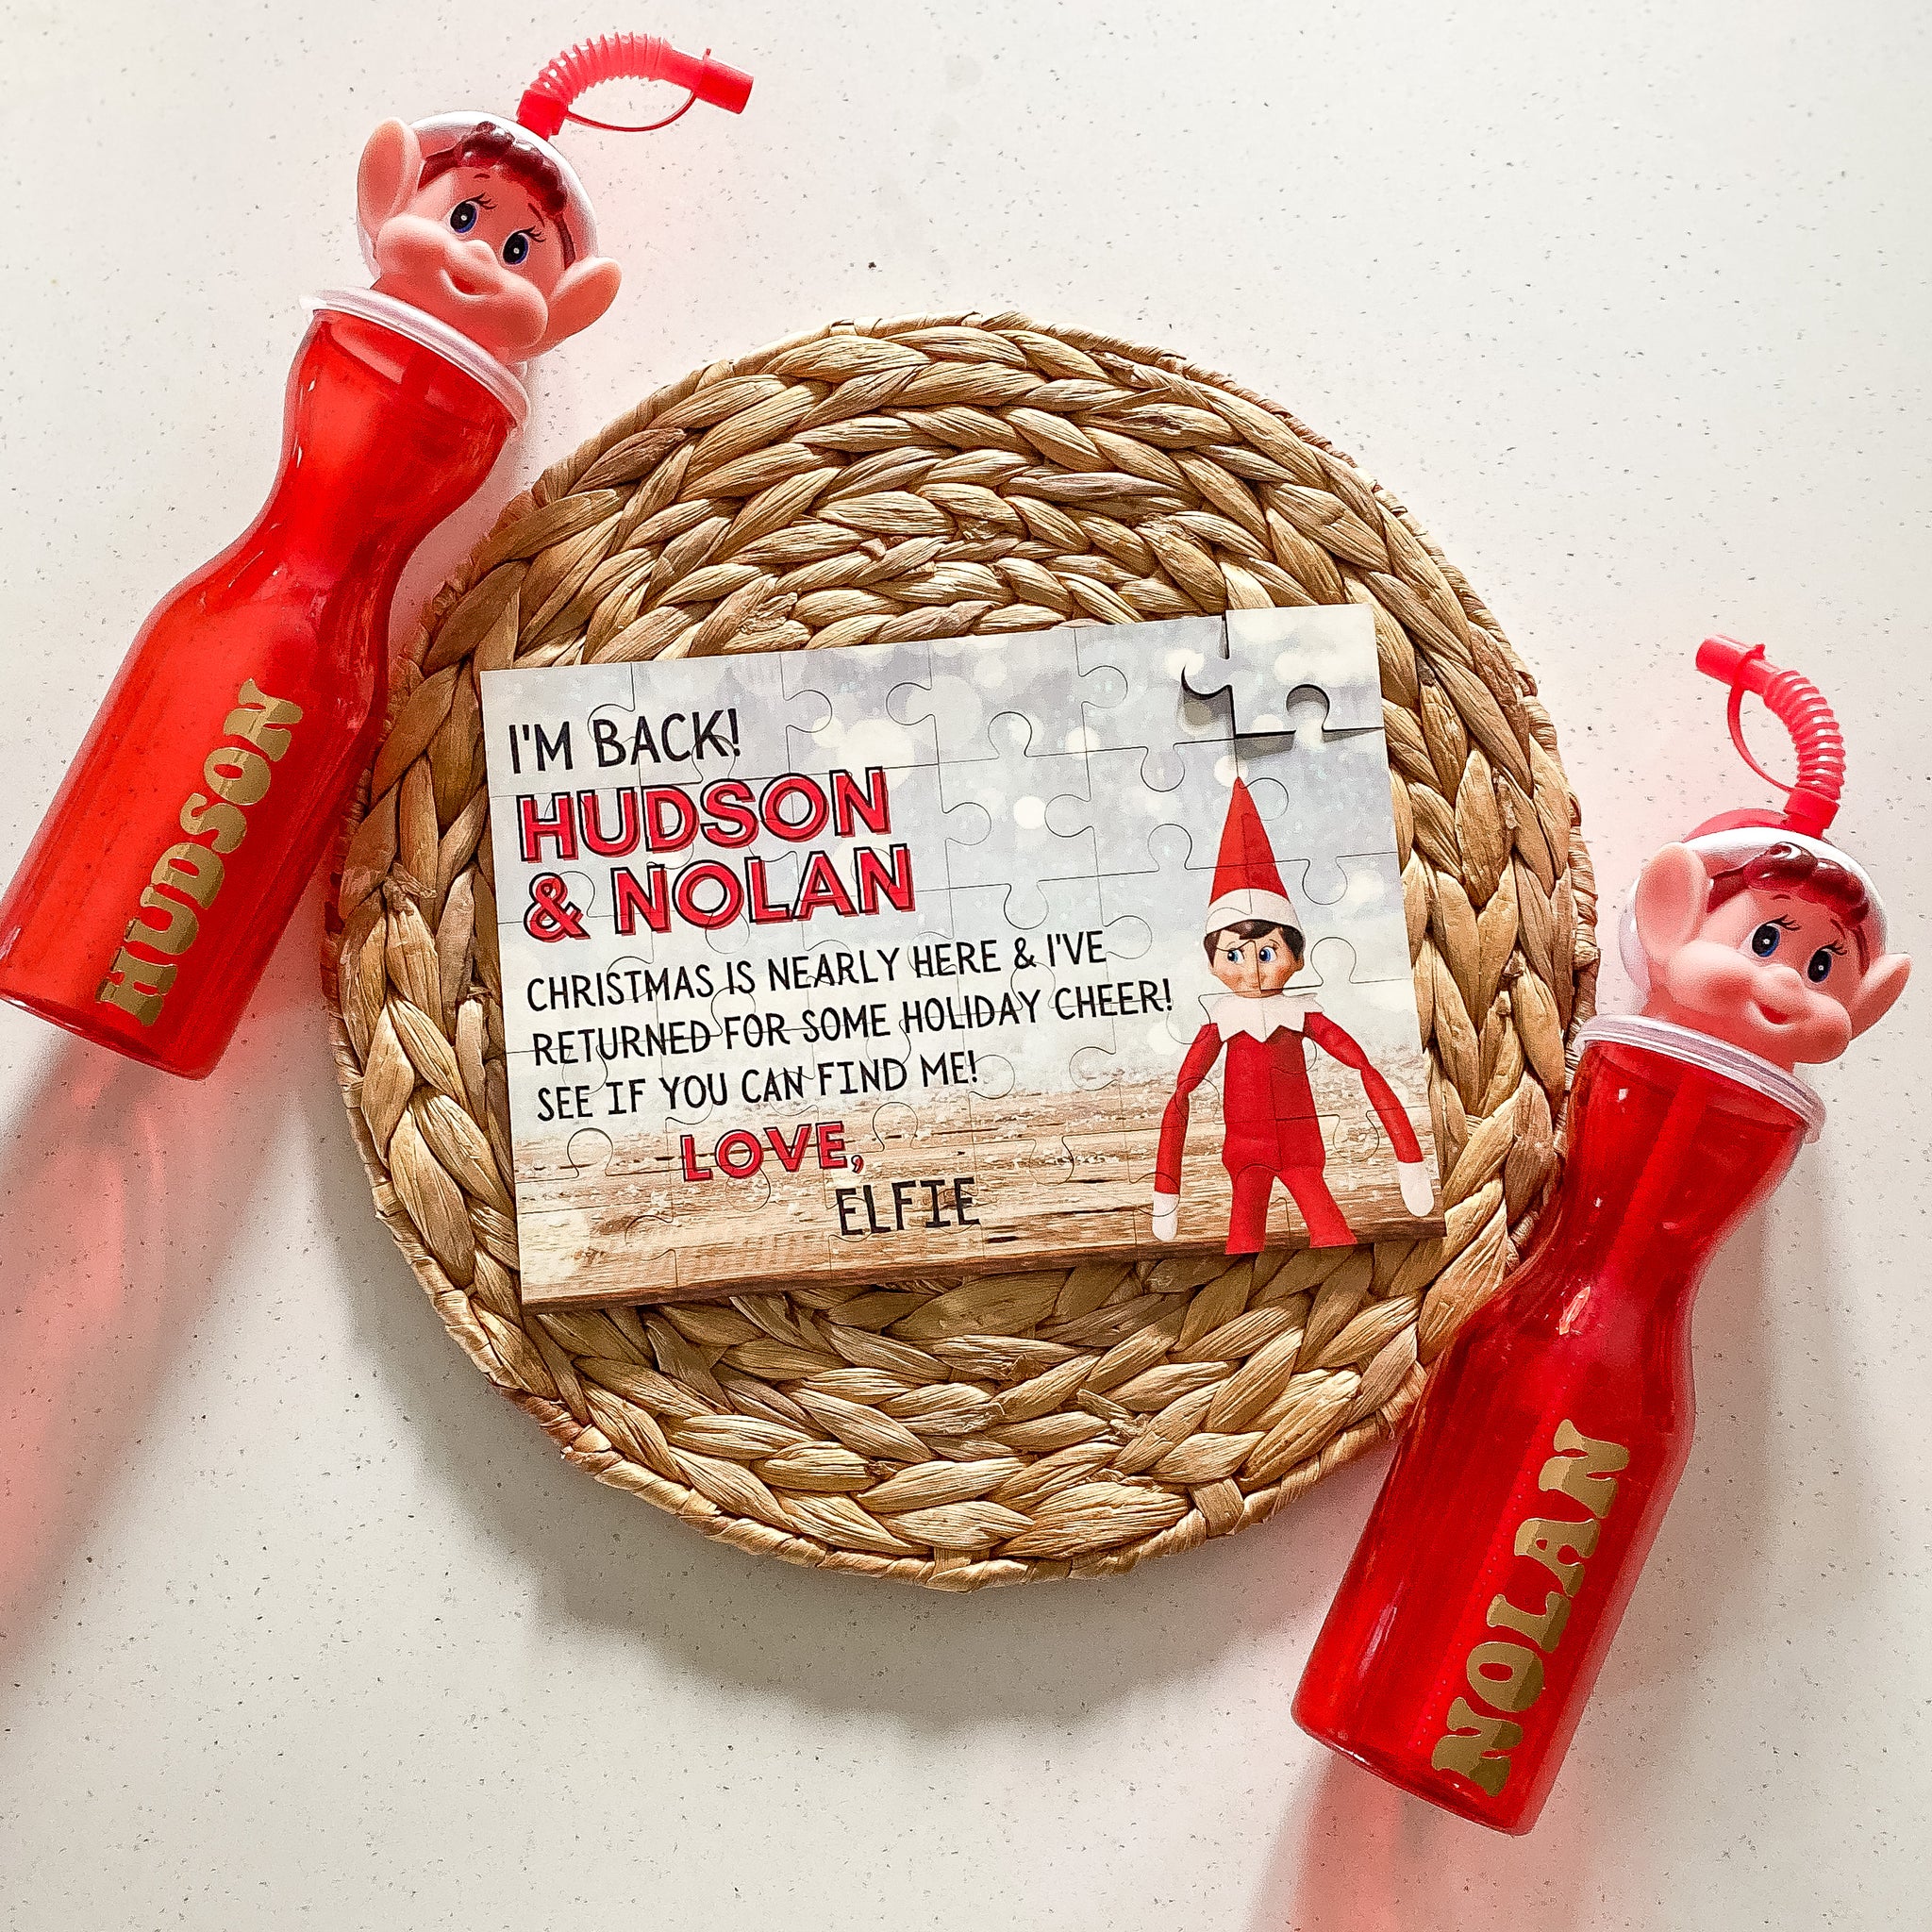 HUDSON
I'M BACK!
HUDSON
& NOLAN
CHRISTMAS IS NEARLY HERE & I'VE
RETURNED FOR SOME HOLIDAY CHEER!
SEE IF YOU CAN FIND ME!
LOVE,
ELFIE
NOLAN